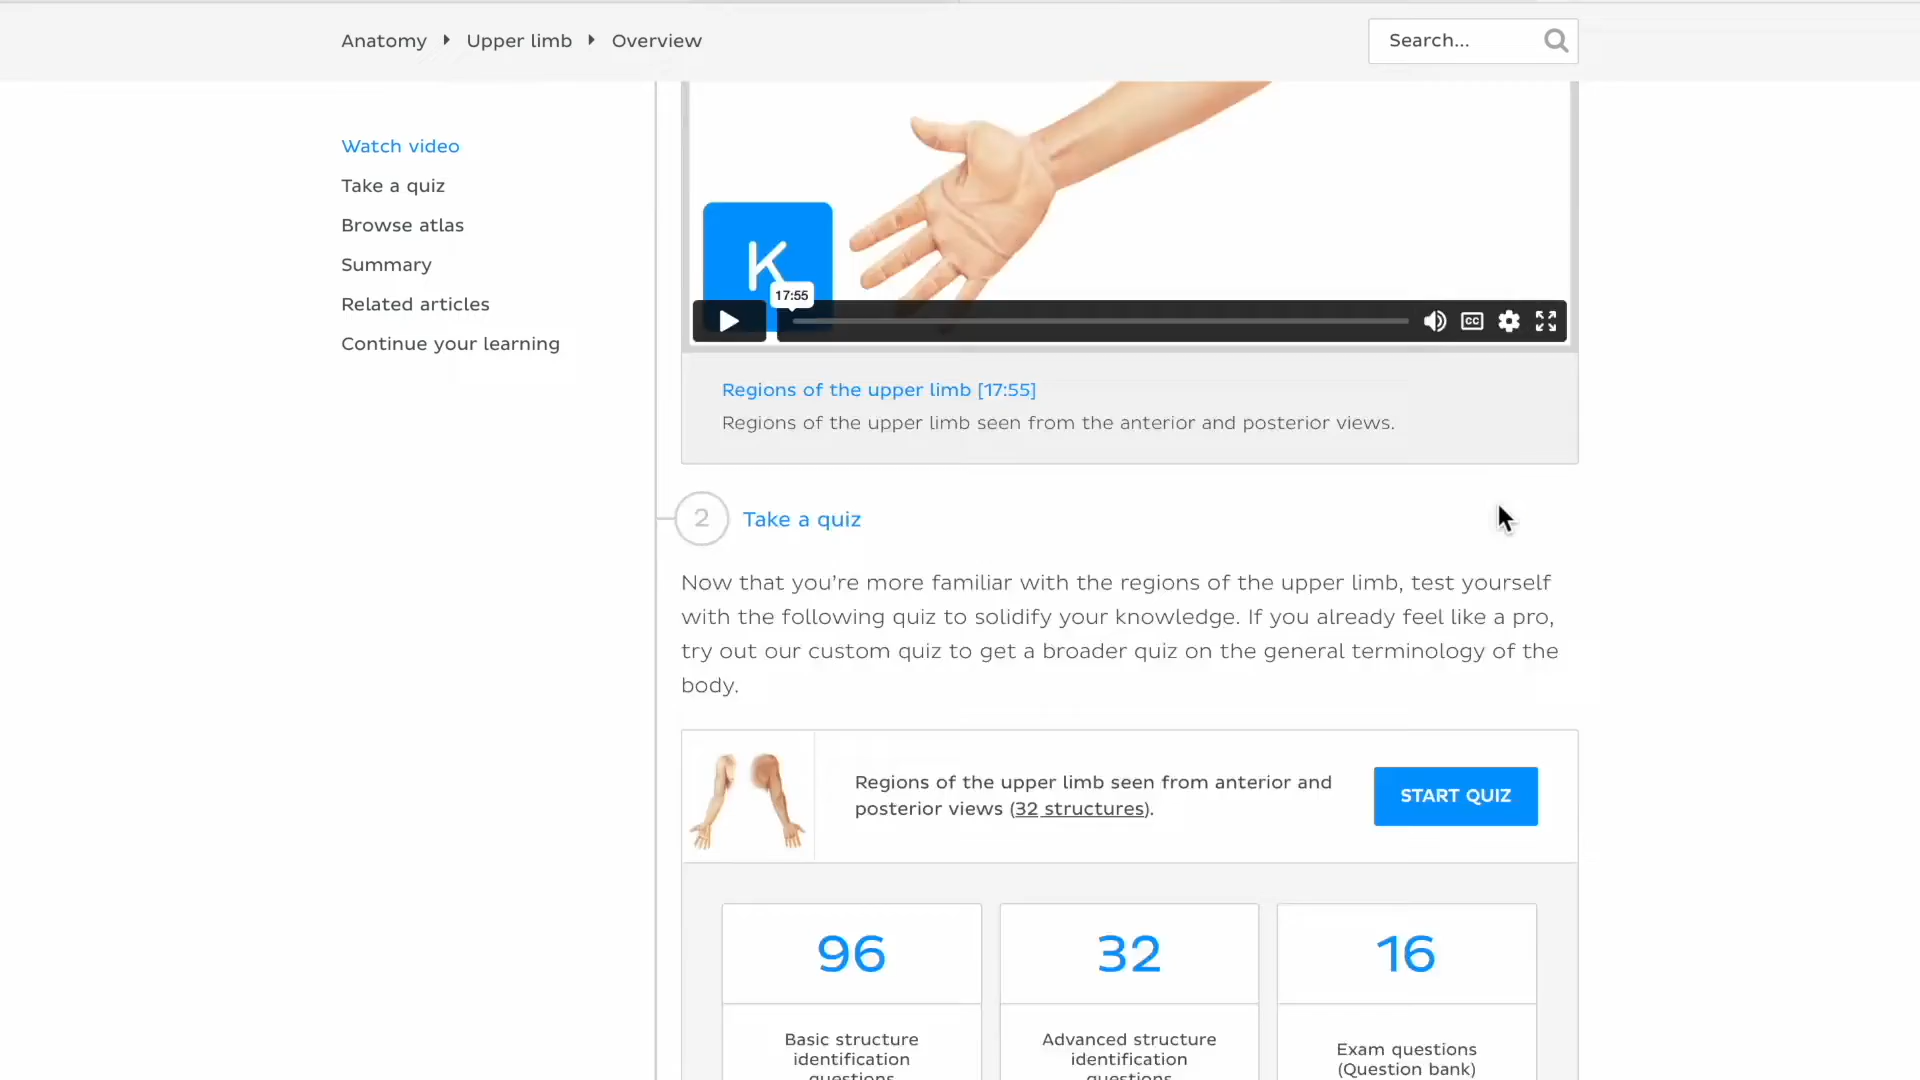 Anatomy Upper limb Overview
Search...
Watch video
Take a quiz
Browse atlas
Summary
Related articles
Continue your learning
K
17:55
CC
Regions of the upper limb [17:55]
Regions of the upper limb seen from the anterior and posterior views.
2 Take a quiz
Now that you're more familiar with the regions of the upper limb, test yourself
with the following quiz to solidify your knowledge. If you already feel like a pro,
try out our custom quiz to get a broader quiz on the general terminology of the
body.
Regions of the upper limb seen from anterior and
posterior views (32 structures).
START QUIZ
96
Basic structure
identification
questions
32
Advanced structure
identification
questions
16
Exam questions
(Question bank)